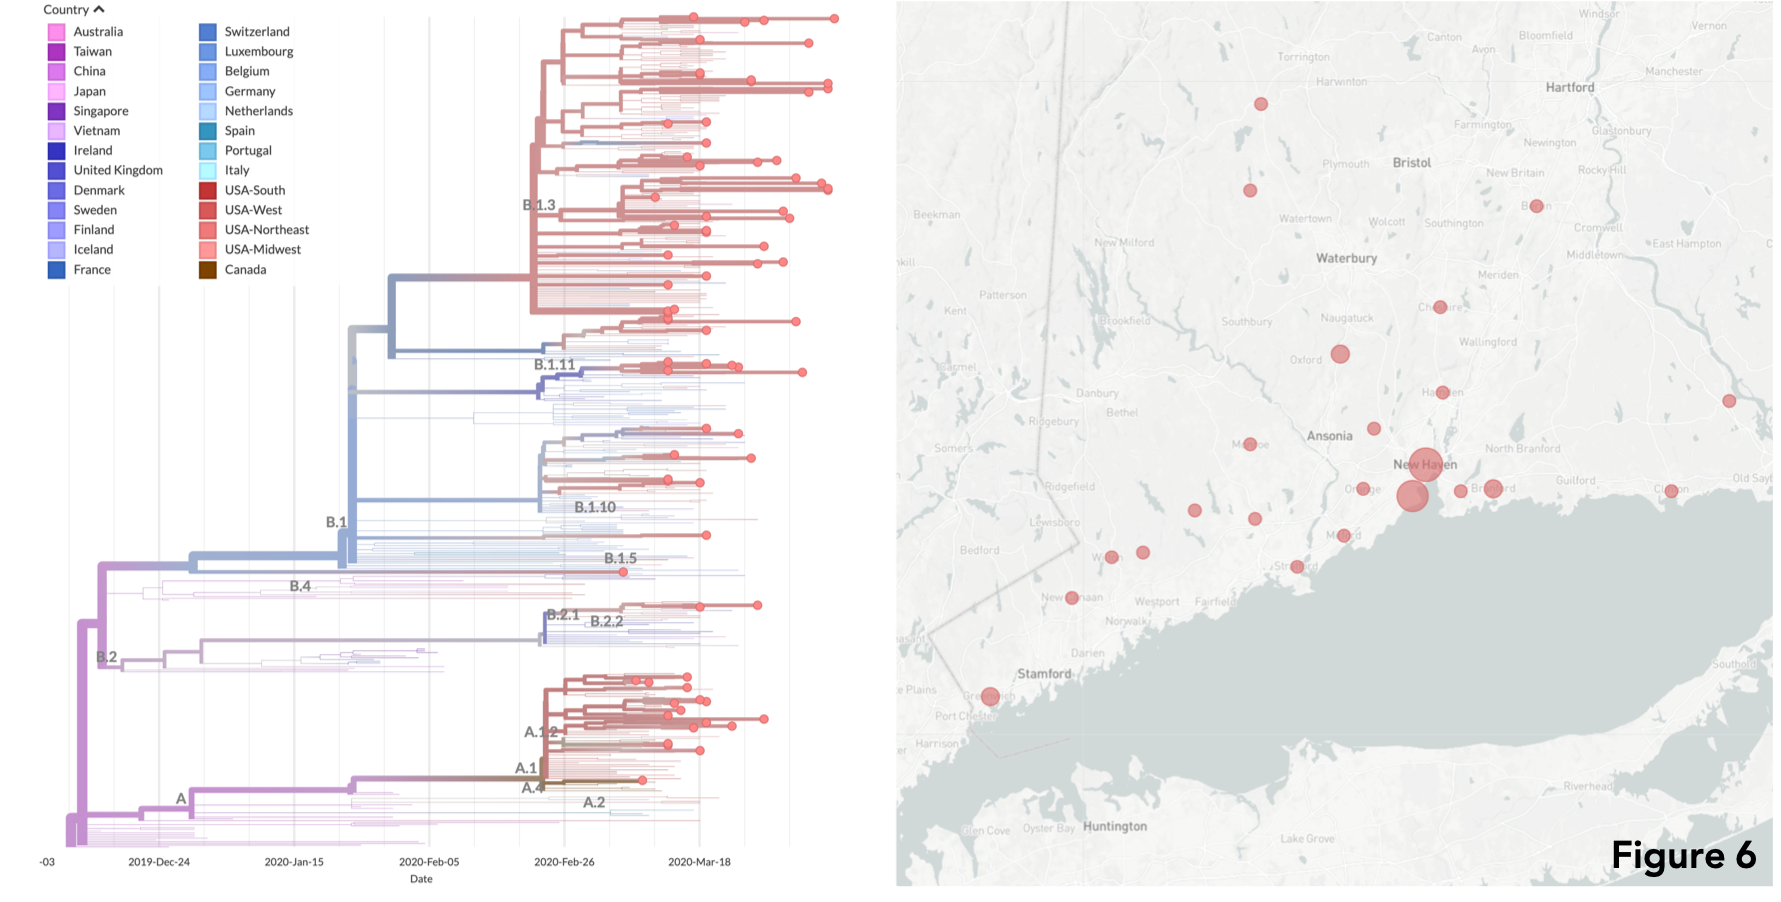 Country
Australia
Taiwan
China
Japan
Singapore
Vietnam
Ireland
United Kingdom
Denmark
Sweden
Finland
Iceland
France
Switzerland
Luxembourg
Belgium
Germany
Netherlands
Spain
Portugal
Italy
USA-South
USA-West
USA-Northeast
USA-Midwest
Canada
B.1.3
B.1.11
B.1.10
B.1
B.1.5
B.4
B.2.1
B.2.2
B.2
A.1.2
A.1
A.4
A
A.2
-03
2019-Dec-24
2020-Jan-15
2020-Feb-05
2020-Feb-26
2020-Mar-18
Date
Windsor
Vernon
Canton
Bloomfield
Avon
Torrington
Manchester
Harwinton
Hartford
Farmington
Glastonbury
Newington
Plymouth
Bristol
New Britain
Rocky Hill
Beekman
Watertown
Wolcott
Southington
Cromwell
New Milford
East Hampton
Waterbury
Middletown
kill
Meriden
Patterson
Kent
Brookfield
Southbury
Naugatuck
Wallingford
Oxford
Carmel
Danbury
Bethel
Ridgebury
Ansonia
Somers
North Branford
New Haven
Ridgefield
Guilford
Old Sayb
Lewisboro
Bedford
Westport
Fairfield
Norwalk
Darien
Stamford
Southold
e Plains
Port Chester
Harrison
er
Riverhead
Glen Cove
Oyster Bay
Huntington
Lake Grove
Figure 6